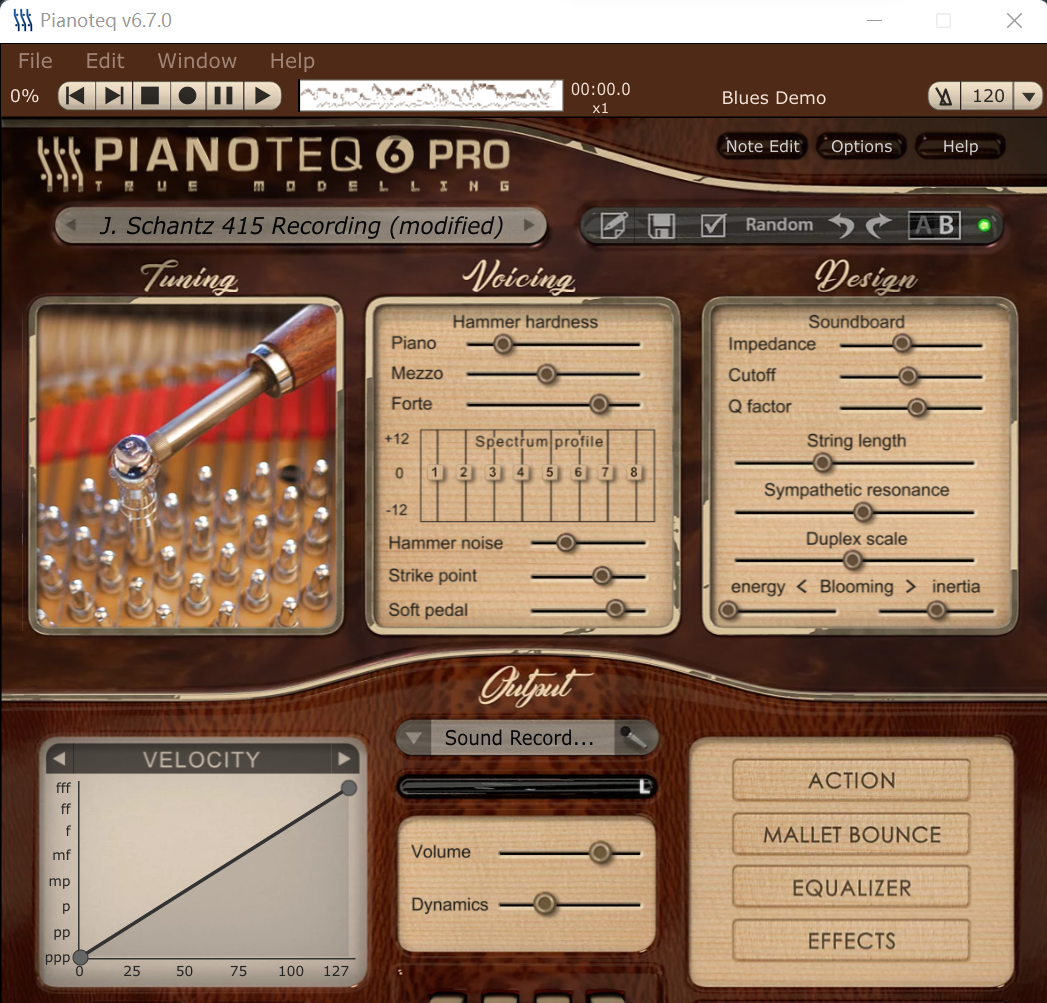 Pianoteq v6.7.0
File Edit Window Help
0% 00:00.0 x1 Blues Demo 120
PIANOTEQ 6 PRO
TRUE MODELLING
Note Edit Options Help
J. Schantz 415 Recording (modified) Random A B
Tuning Voicing Design
Hammer hardness
Piano
Mezzo
Forte
+12 Spectrum profile
0 1 2 3 4 5 6 7 8
-12
Hammer noise
Strike point
Soft pedal
Soundboard
Impedance
Cutoff
Q factor
String length
Sympathetic resonance
Duplex scale
energy < Blooming > inertia
Output
VELOCITY
fff
ff
f
mf
mp
p
pp
ppp
0 25 50 75 100 127
Sound Record...
L
Volume
Dynamics
ACTION
MALLET BOUNCE
EQUALIZER
EFFECTS